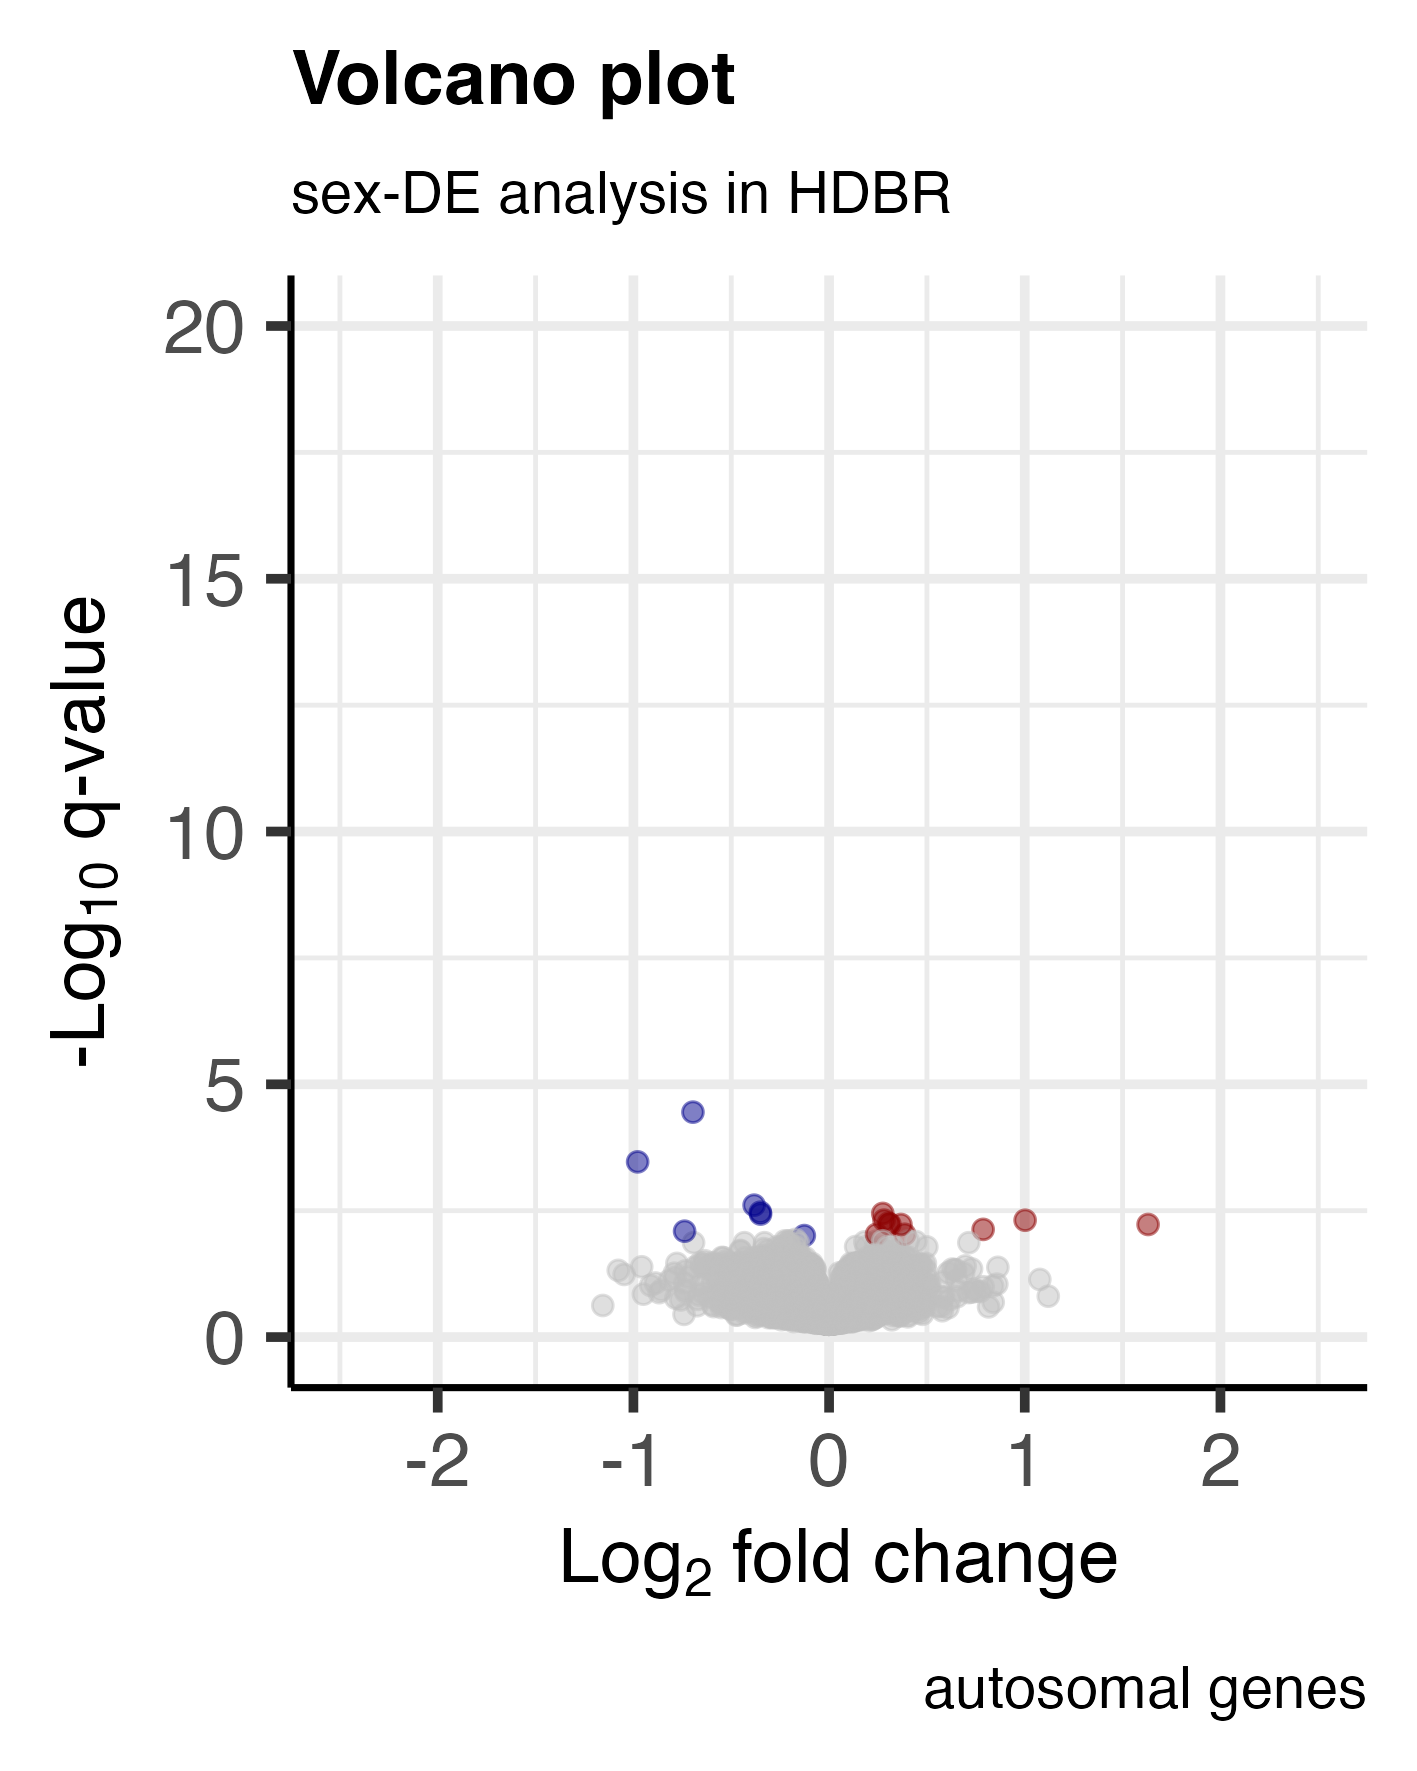 Volcano plot
sex-DE analysis in HDBR
20
15
10
5
0
-Log₁₀ q-value
-2 -1 0 1 2
Log₂ fold change
autosomal genes